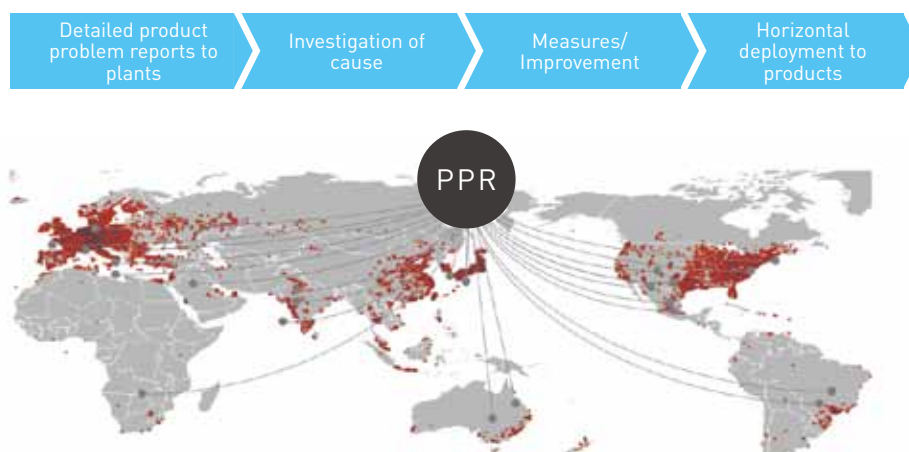 Detailed product
problem reports to
plants
Investigation of
cause
Measures/
Improvement
Horizontal
deployment to
products
PPR